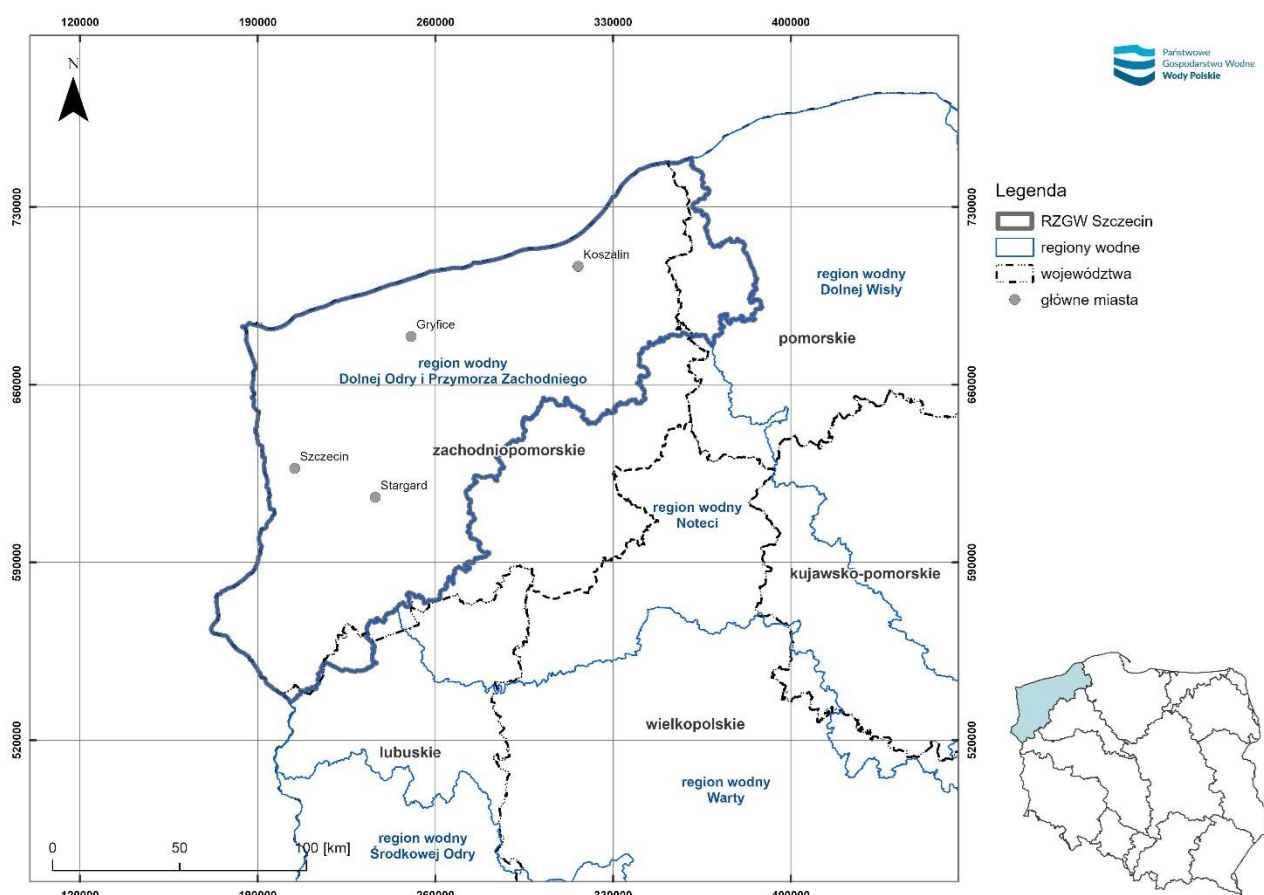 120000
190000
260000
330000
400000
N
Państwowe
Gospodarstwo Wodne
Wody Polskie
730000
730000
Legenda
RZGW Szczecin
regiony wodne
województwa
główne miasta
Koszalin
region wodny
Dolnej Wisły
Gryfice
pomorskie
region wodny
Dolnej Odry i Przymorza Zachodniego
660000
660000
zachodniopomorskie
Szczecin
Stargard
region wodny
Noteci
590000
590000
kujawsko-pomorskie
wielkopolskie
520000
520000
lubuskie
region wodny
Warty
region wodny
Środkowej Odry
0 50 100 [km]
120000
190000
260000
330000
400000